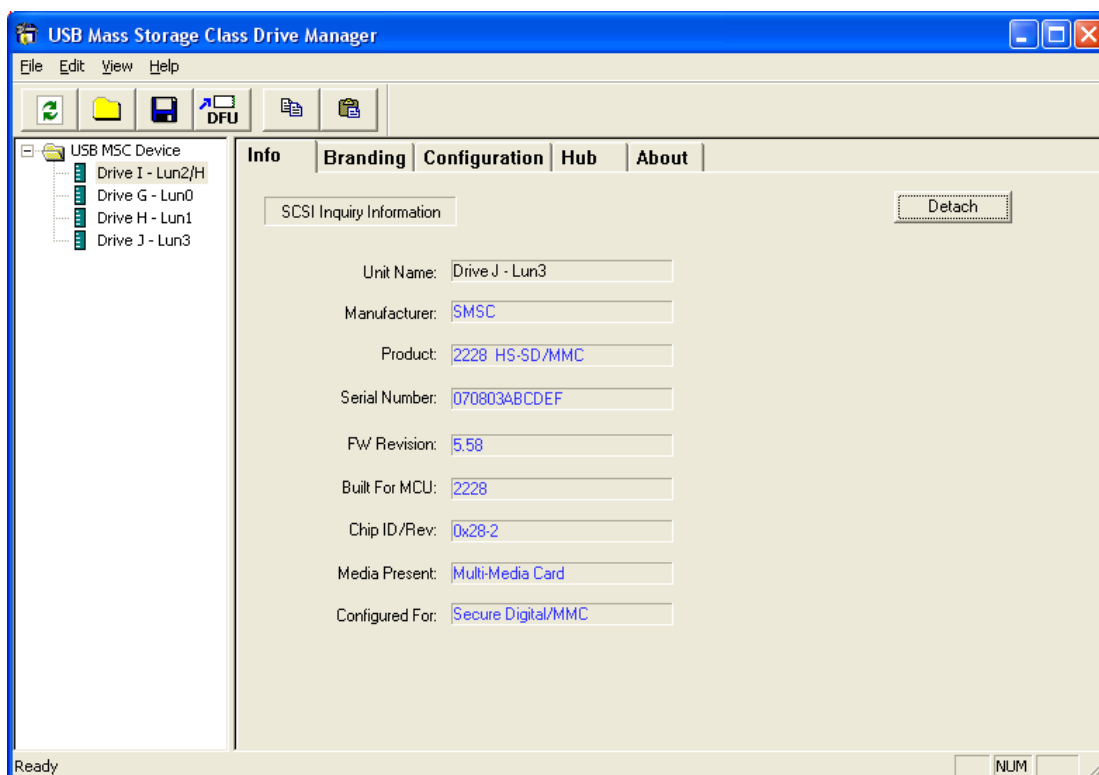 USB Mass Storage Class Drive Manager
File Edit View Help
DFU
USB MSC Device
Drive I - Lun2/H
Drive G - Lun0
Drive H - Lun1
Drive J - Lun3
Info Branding Configuration Hub About
SCSI Inquiry Information
Detach
Unit Name: Drive J - Lun3
Manufacturer: SMSC
Product: 2228 HS-SD/MMC
Serial Number: 070803ABCDEF
FW Revision: 5.58
Built For MCU: 2228
Chip ID/Rev: 0x28-2
Media Present: Multi-Media Card
Configured For: Secure Digital/MMC
Ready
NUM